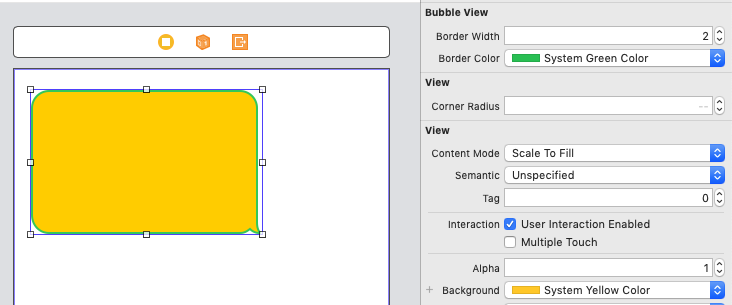 Bubble View
Border Width 2
Border Color System Green Color
View
Corner Radius --
View
Content Mode Scale To Fill
Semantic Unspecified
Tag 0
Interaction User Interaction Enabled
Multiple Touch
Alpha 1
+ Background System Yellow Color